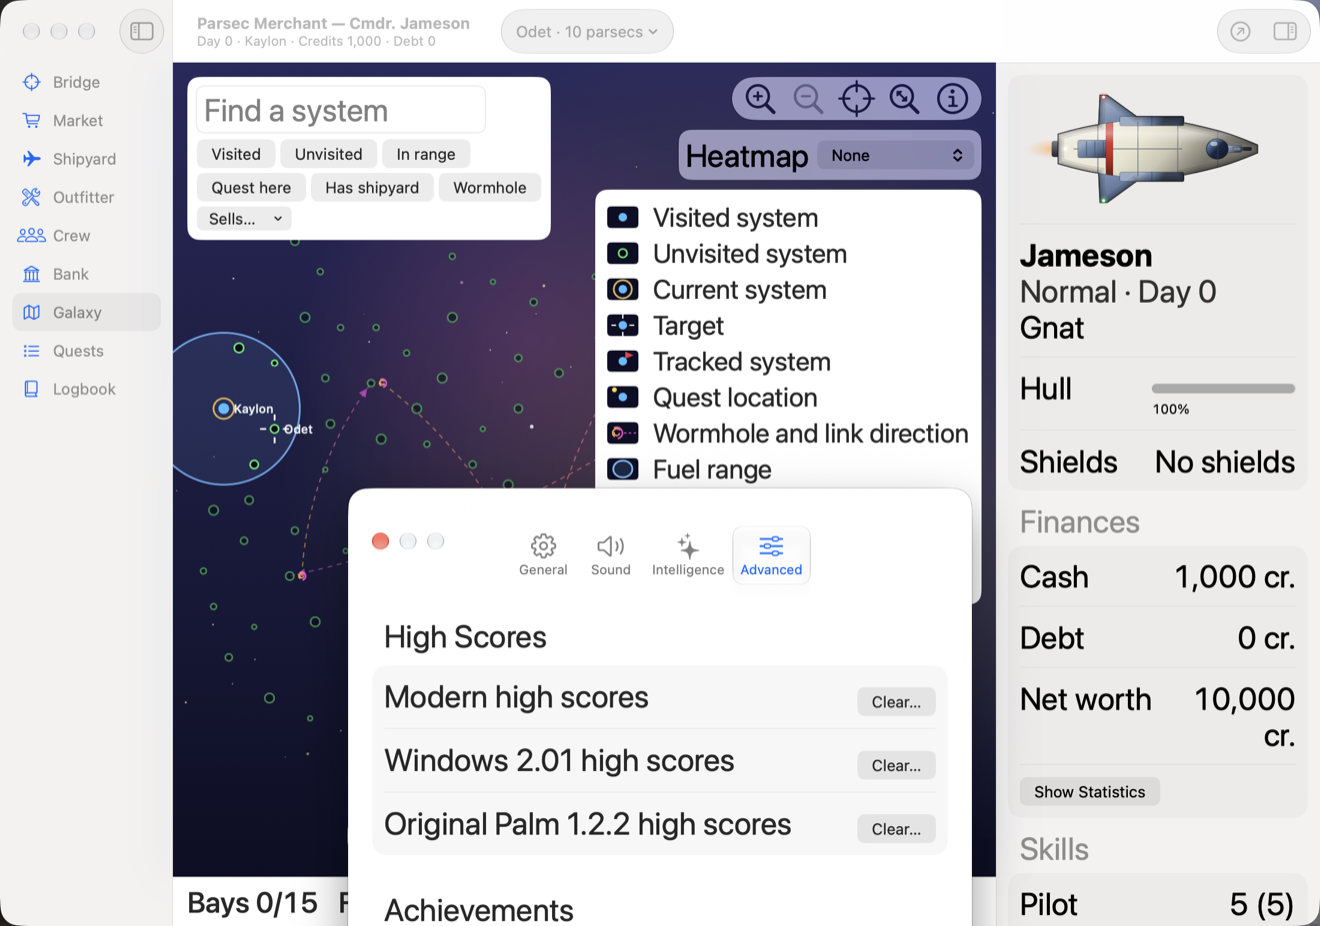 Parsec Merchant — Cmdr. Jameson
Day 0 · Kaylon · Credits 1,000 · Debt 0
Odet · 10 parsecs
Bridge
Market
Shipyard
Outfitter
Crew
Bank
Galaxy
Quests
Logbook
Find a system
Visited
Unvisited
In range
Quest here
Has shipyard
Wormhole
Sells...
Heatmap
None
Visited system
Unvisited system
Current system
Target
Tracked system
Quest location
Wormhole and link direction
Fuel range
Kaylon
Odet
General
Sound
Intelligence
Advanced
High Scores
Modern high scores
Clear...
Windows 2.01 high scores
Clear...
Original Palm 1.2.2 high scores
Clear...
Achievements
Bays 0/15
Jameson
Normal · Day 0
Gnat
Hull
100%
Shields
No shields
Finances
Cash
1,000 cr.
Debt
0 cr.
Net worth
10,000
cr.
Show Statistics
Skills
Pilot
5 (5)